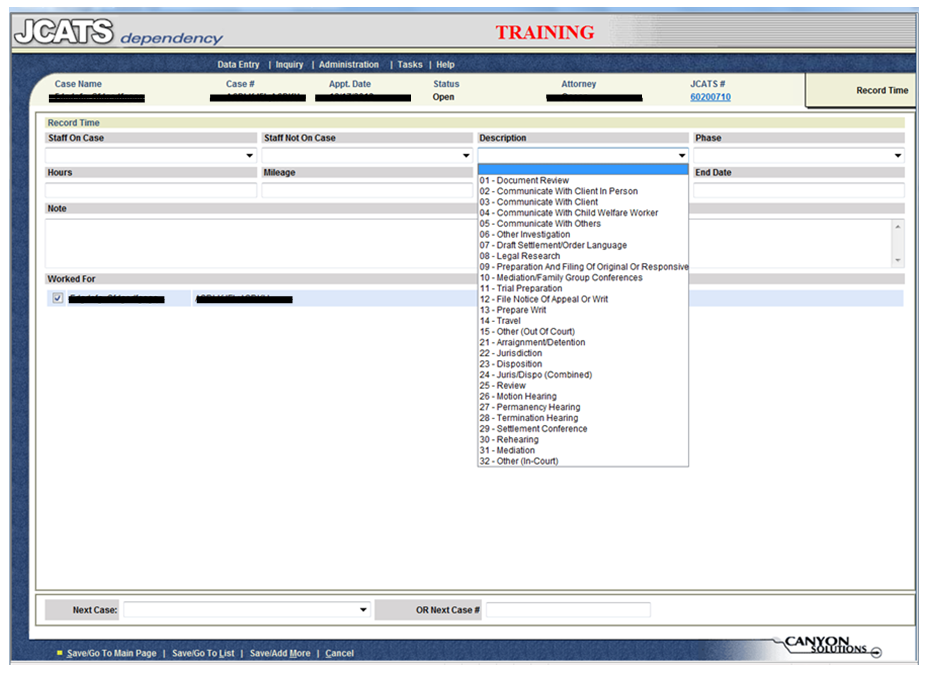 JCATS dependency
TRAINING
Data Entry | Inquiry | Administration | Tasks | Help
Case Name Case # Appt. Date Status Attorney JCATS #
Open 60200710
Record Time
Record Time
Staff On Case Staff Not On Case Description Phase
Hours Mileage End Date
Note
01 - Document Review
02 - Communicate With Client In Person
03 - Communicate With Client
04 - Communicate With Child Welfare Worker
05 - Communicate With Others
06 - Other Investigation
07 - Draft Settlement/Order Language
08 - Legal Research
09 - Preparation And Filing Of Original Or Responsive
10 - Mediation/Family Group Conferences
11 - Trial Preparation
12 - File Notice Of Appeal Or Writ
13 - Prepare Writ
14 - Travel
15 - Other (Out Of Court)
21 - Arraignment/Detention
22 - Jurisdiction
23 - Disposition
24 - Juris/Dispo (Combined)
25 - Review
26 - Motion Hearing
27 - Permanency Hearing
28 - Termination Hearing
29 - Settlement Conference
30 - Rehearing
31 - Mediation
32 - Other (In-Court)
Worked For
Next Case: OR Next Case #
Save/Go To Main Page | Save/Go To List | Save/Add More | Cancel
CANYON
SOLUTIONS